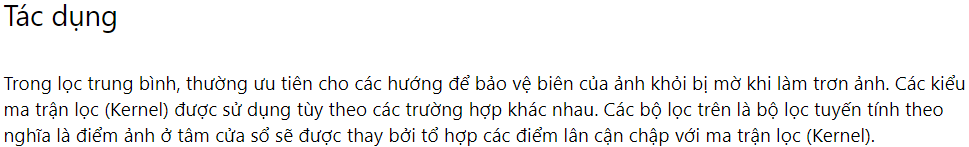 Tác dụng
Trong lọc trung bình, thường ưu tiên cho các hướng để bảo vệ biên của ảnh khỏi bị mờ khi làm trơn ảnh. Các kiểu
ma trận lọc (Kernel) được sử dụng tùy theo các trường hợp khác nhau. Các bộ lọc trên là bộ lọc tuyến tính theo
nghĩa là điểm ảnh ở tâm cửa sổ sẽ được thay bởi tổ hợp các điểm lân cận chập với ma trận lọc (Kernel).